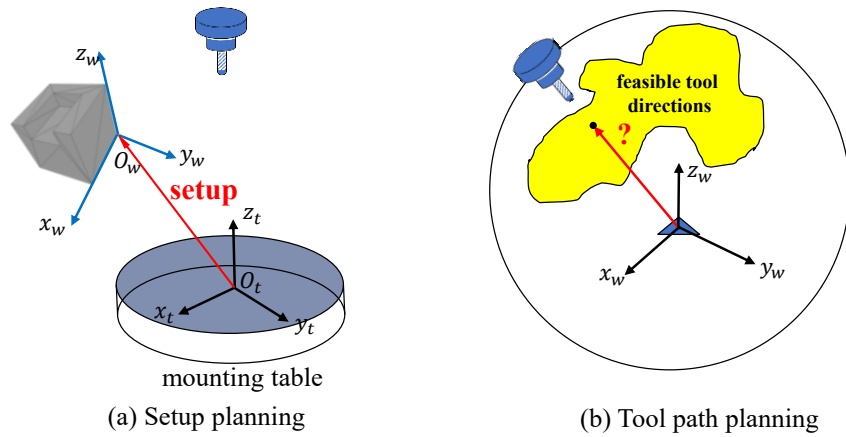 z_w
O_w
y_w
setup
x_w
z_t
O_t
x_t
y_t
mounting table
(a) Setup planning
feasible tool
directions
?
z_w
x_w
y_w
(b) Tool path planning